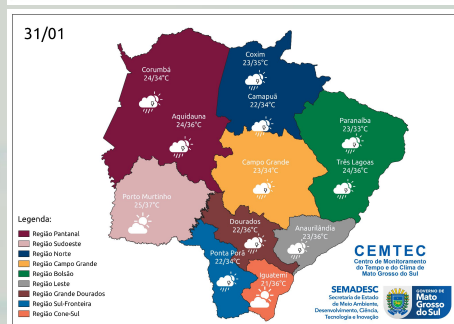 31/01
Coxim
23/35°C
Corumbá
24/34°C
Camapuã
22/34°C
Aquidauna
24/36°C
Paranaíba
23/33°C
Campo Grande
23/34°C
Três Lagoas
24/36°C
Porto Murtinho
25/37°C
Dourados
22/36°C
Anaurilândia
23/36°C
Ponta Porã
22/34°C
Iguatemi
21/36°C
Legenda:
Região Pantanal
Região Sudoeste
Região Norte
Região Campo Grande
Região Bolsão
Região Leste
Região Grande Dourados
Região Sul-Fronteira
Região Cone-Sul
CEMTEC
Centro de Monitoramento
do Tempo e do Clima de
Mato Grosso do Sul
SEMADESC
Secretaria de Estado
de Meio Ambiente,
Desenvolvimento, Ciência,
Tecnologia e Inovação
GOVERNO DE
Mato
Grosso
do Sul